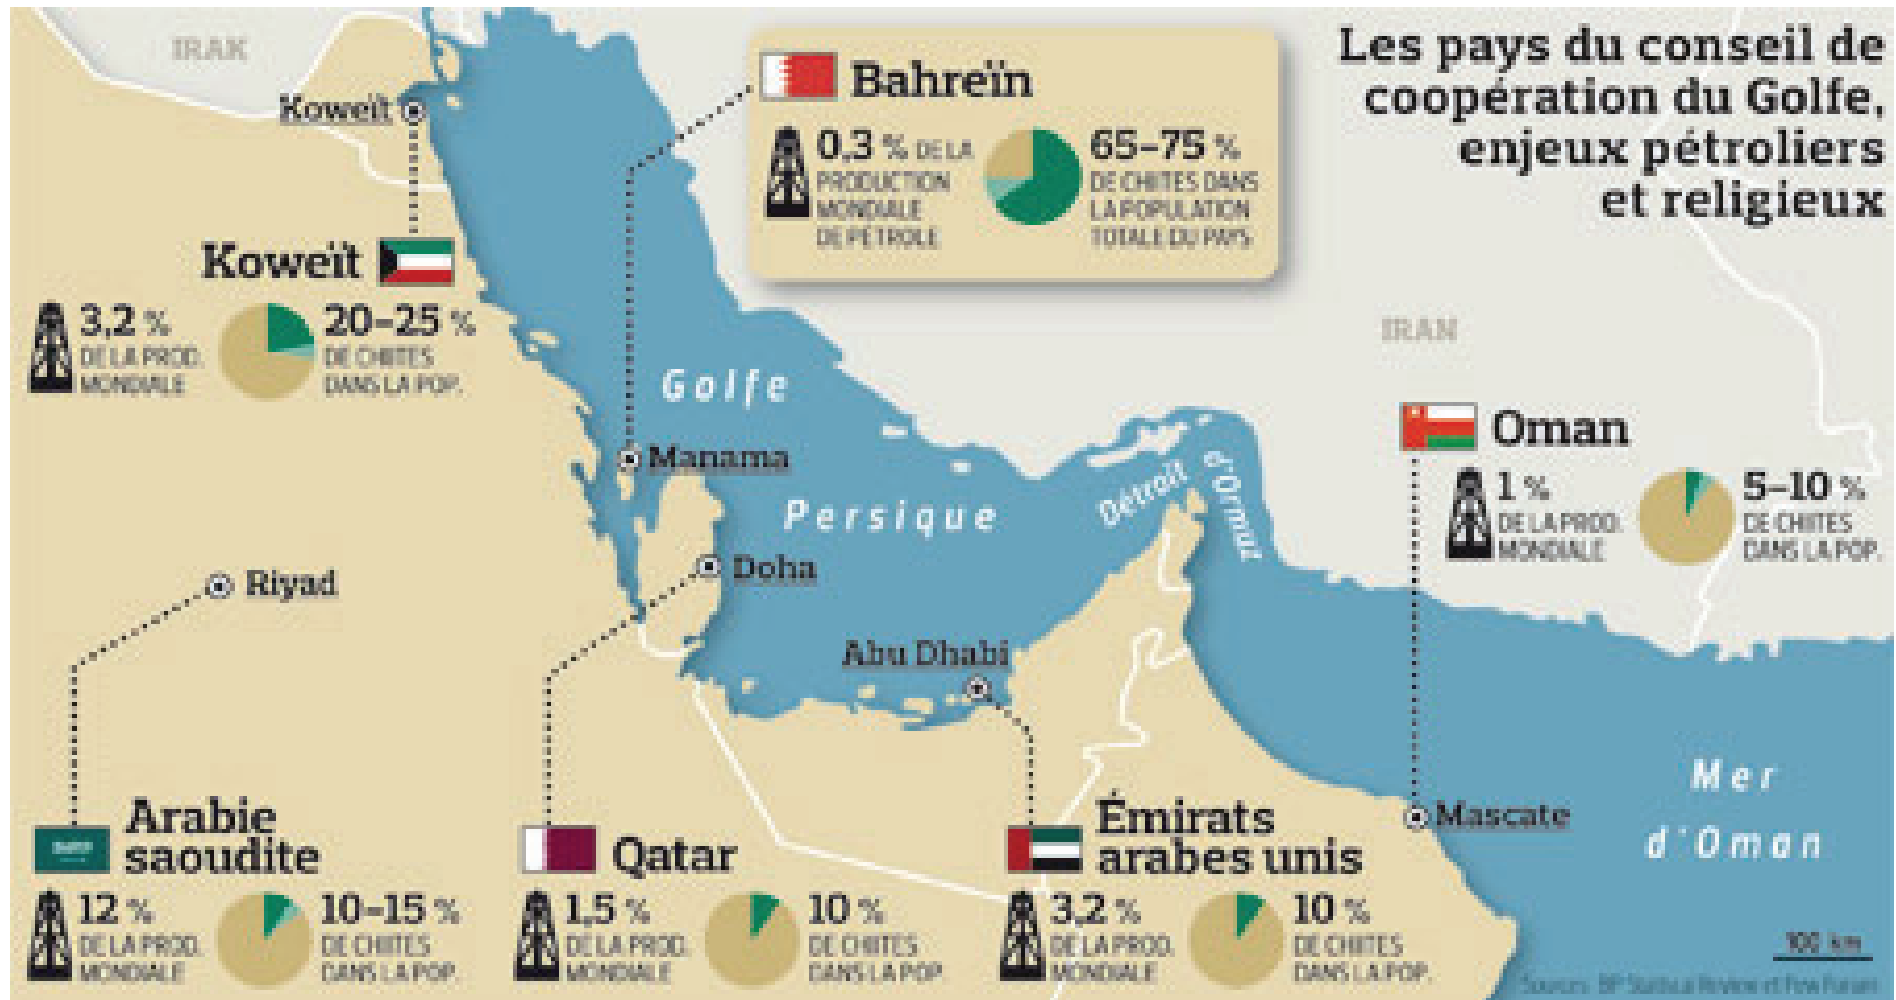 Les pays du conseil de
coopération du Golfe,
enjeux pétroliers
et religieux
IRAK
Koweït
Bahreïn
0,3 % DE LA
PRODUCTION
MONDIALE
DE PÉTROLE
65–75 %
DE CHIITES DANS
LA POPULATION
TOTALE DU PAYS
Koweït
3,2 %
DE LA PROD.
MONDIALE
20–25 %
DE CHIITES
DANS LA POP.
IRAN
Golfe
Persique
Manama
Détroit
d'Ormuz
Oman
1 %
DE LA PROD.
MONDIALE
5–10 %
DE CHIITES
DANS LA POP.
Doha
Riyad
Abu Dhabi
Mascate
Mer
d'Oman
Arabie
saoudite
12 %
DE LA PROD.
MONDIALE
10–15 %
DE CHIITES
DANS LA POP.
Qatar
1,5 %
DE LA PROD.
MONDIALE
10 %
DE CHIITES
DANS LA POP.
Émirats
arabes unis
3,2 %
DE LA PROD.
MONDIALE
10 %
DE CHIITES
DANS LA POP.
100 km
Sources BP Review et Pew Forum